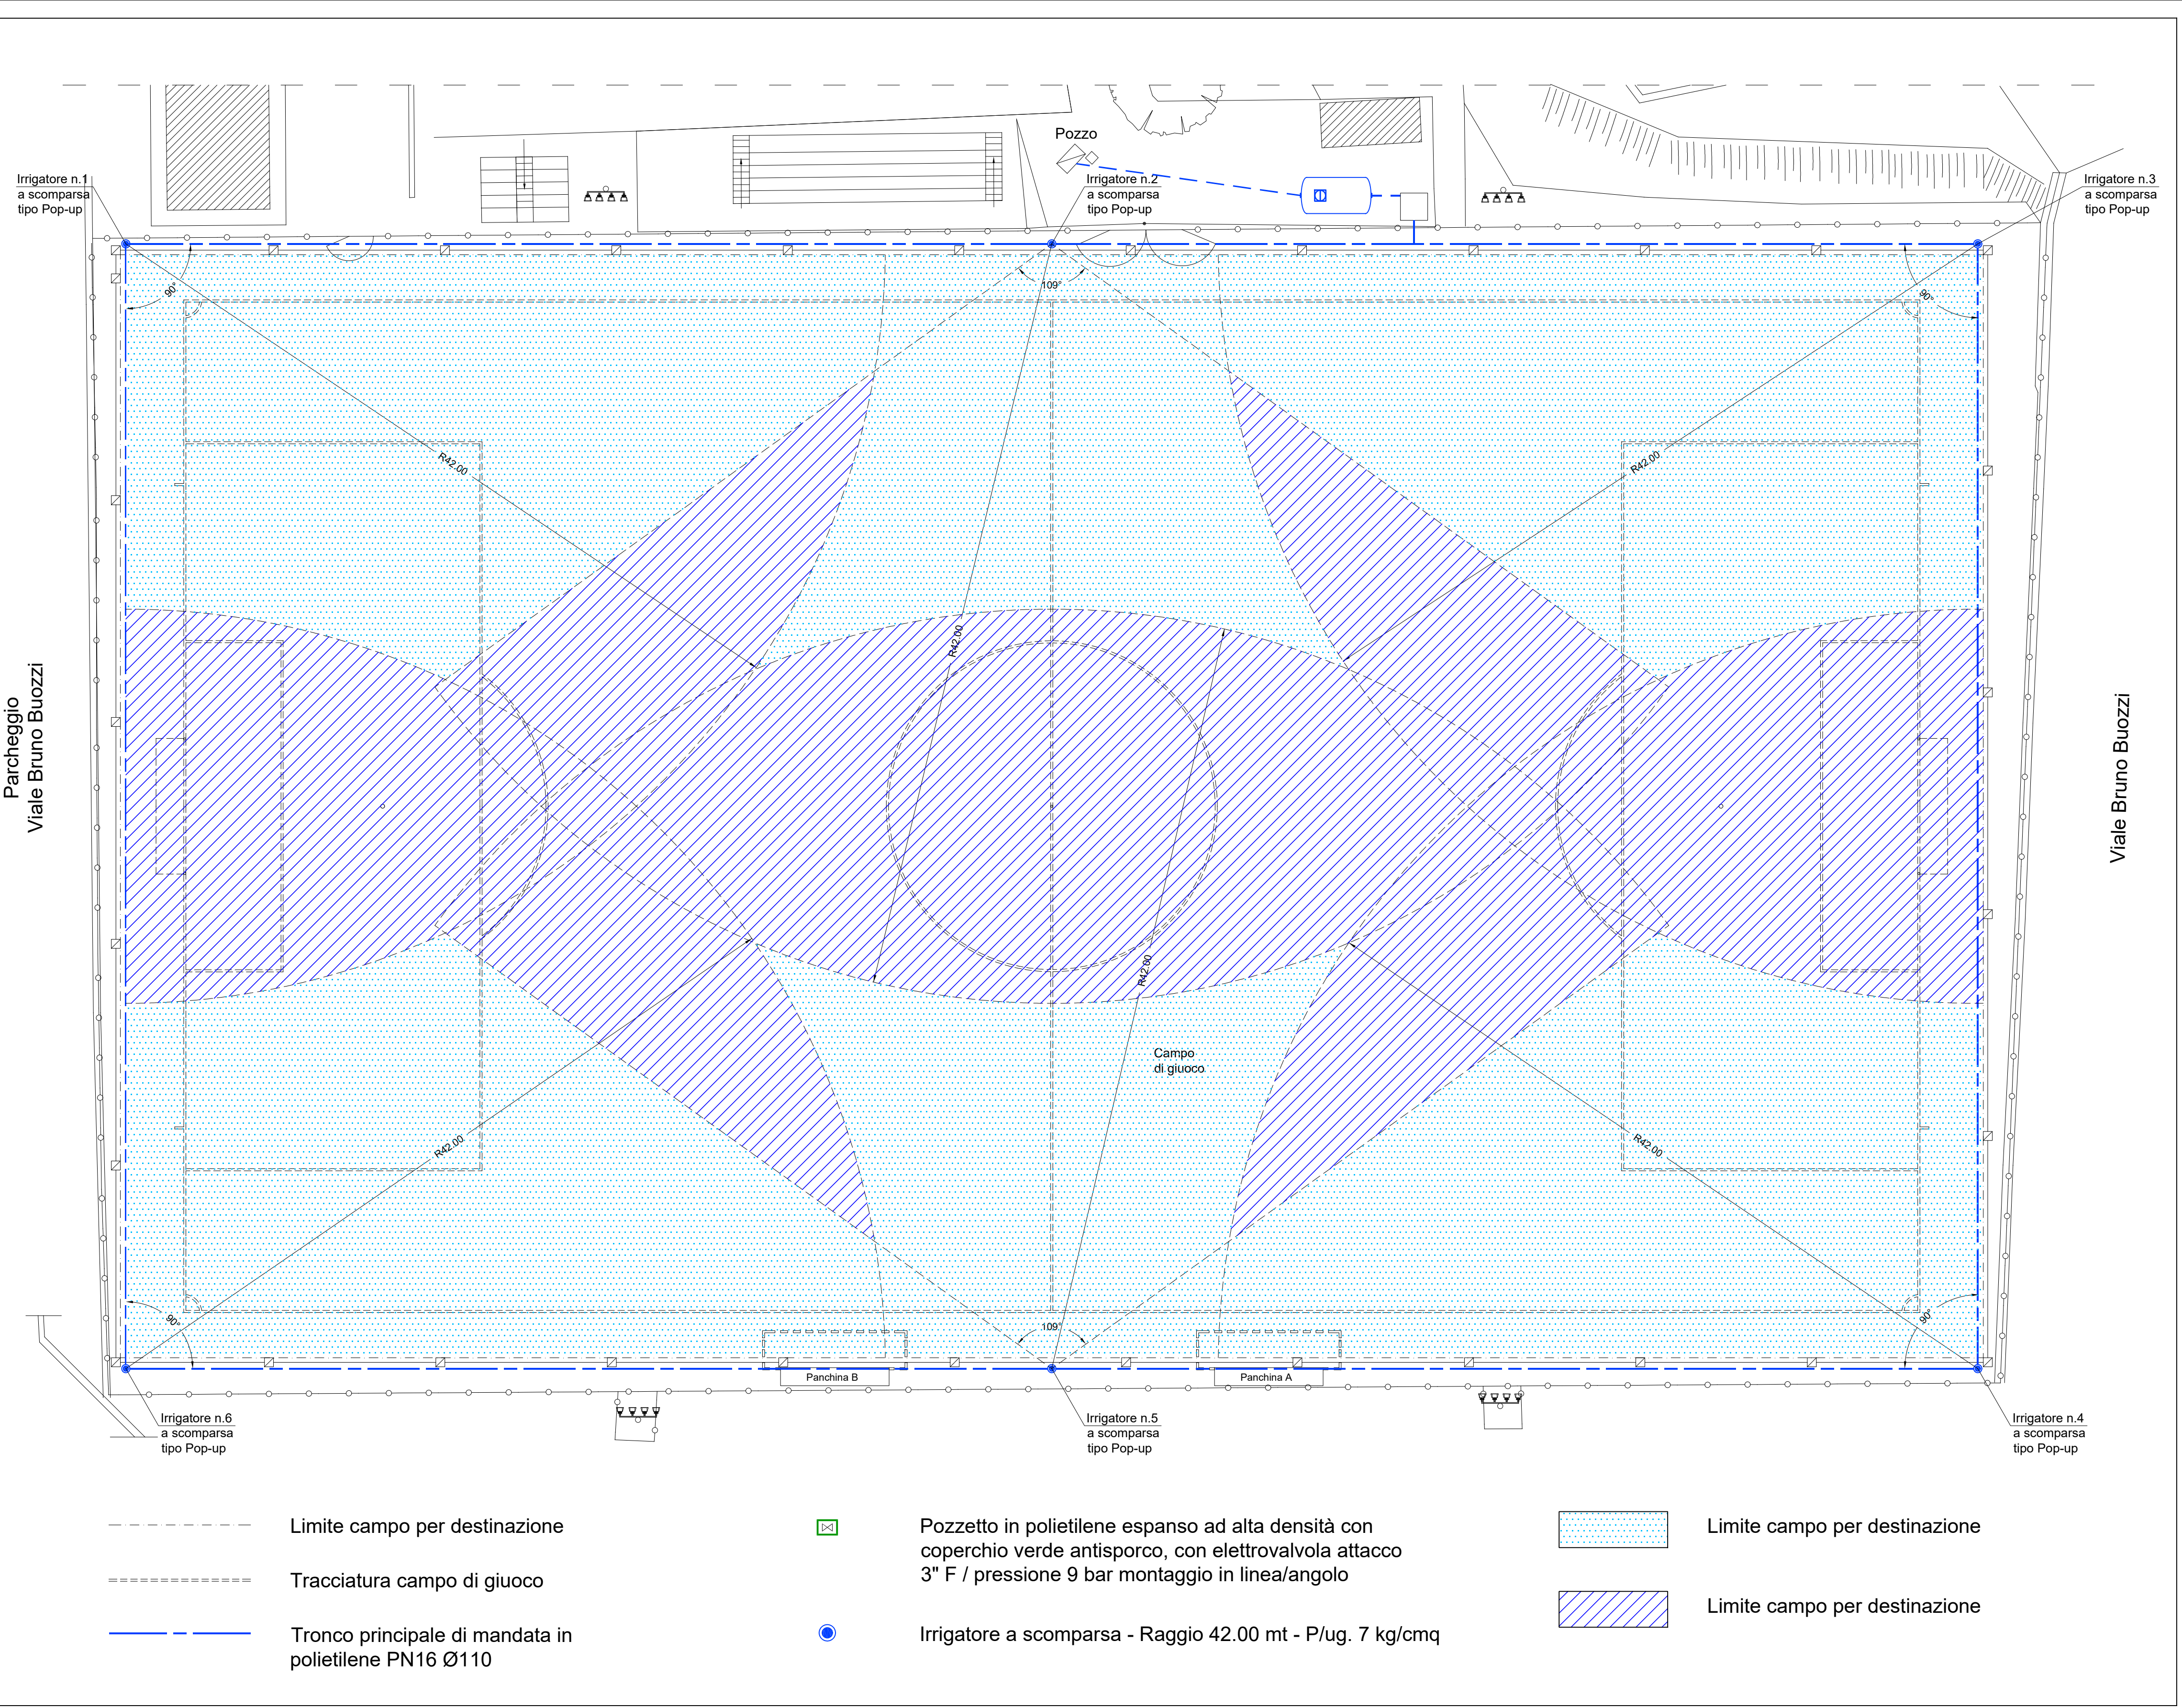 Pozzo
Irrigatore n.1
a scomparsa
tipo Pop-up
Irrigatore n.2
a scomparsa
tipo Pop-up
Irrigatore n.3
a scomparsa
tipo Pop-up
90°
109°
90°
R42.00
R42.00
R42.00
Parcheggio
Viale Bruno Buozzi
Viale Bruno Buozzi
R42.00
Campo
di giuoco
R42.00
R42.00
90°
109°
90°
Panchina B
Panchina A
Irrigatore n.6
a scomparsa
tipo Pop-up
Irrigatore n.5
a scomparsa
tipo Pop-up
Irrigatore n.4
a scomparsa
tipo Pop-up
Limite campo per destinazione
Tracciatura campo di giuoco
Tronco principale di mandata in
polietilene PN16 Ø110
Pozzetto in polietilene espanso ad alta densità con
coperchio verde antisporco, con elettrovalvola attacco
3" F / pressione 9 bar montaggio in linea/angolo
Irrigatore a scomparsa - Raggio 42.00 mt - P/ug. 7 kg/cmq
Limite campo per destinazione
Limite campo per destinazione